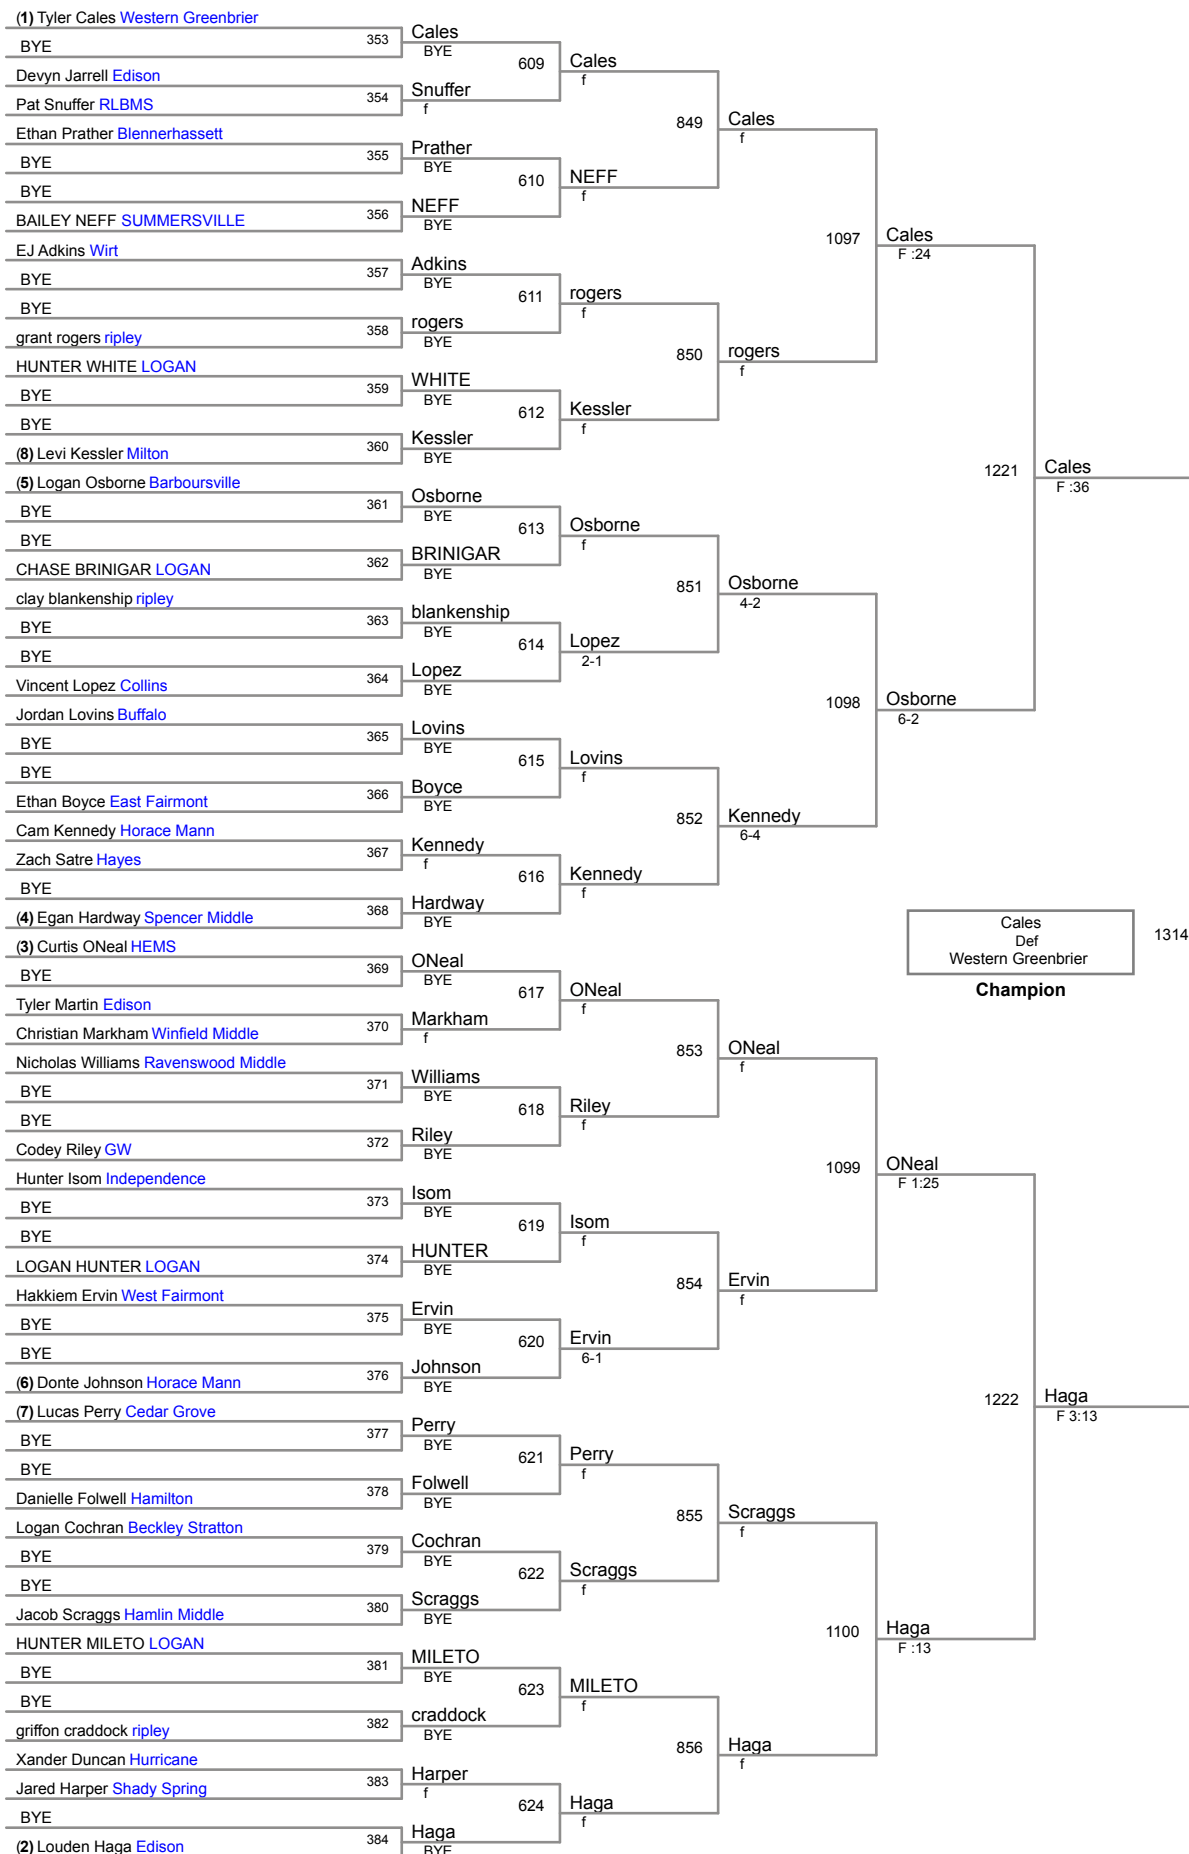 (1) Tyler Cales Western Greenbrier
BYE
353
Cales
BYE
Devyn Jarrell Edison
Pat Snuffer RLBMS
354
Snuffer
f
609
Cales
f
Ethan Prather Blennerhassett
BYE
355
Prather
BYE
BYE
BAILEY NEFF SUMMERSVILLE
356
NEFF
BYE
610
NEFF
f
849
Cales
f
EJ Adkins Wirt
BYE
357
Adkins
BYE
BYE
grant rogers ripley
358
rogers
BYE
611
rogers
f
HUNTER WHITE LOGAN
BYE
359
WHITE
BYE
BYE
(8) Levi Kessler Milton
360
Kessler
BYE
612
Kessler
f
850
rogers
f
1097
Cales
F :24
(5) Logan Osborne Barboursville
BYE
361
Osborne
BYE
BYE
CHASE BRINIGAR LOGAN
362
BRINIGAR
BYE
613
Osborne
f
clay blankenship ripley
BYE
363
blankenship
BYE
BYE
Vincent Lopez Collins
364
Lopez
BYE
614
Lopez
2-1
851
Osborne
4-2
Jordan Lovins Buffalo
BYE
365
Lovins
BYE
BYE
Ethan Boyce East Fairmont
366
Boyce
BYE
615
Lovins
f
Cam Kennedy Horace Mann
Zach Satre Hayes
367
Kennedy
f
BYE
(4) Egan Hardway Spencer Middle
368
Hardway
BYE
616
Kennedy
f
852
Kennedy
6-4
1098
Osborne
6-2
1221
Cales
F :36
(3) Curtis ONeal HEMS
BYE
369
ONeal
BYE
Tyler Martin Edison
Christian Markham Winfield Middle
370
Markham
f
617
ONeal
f
Nicholas Williams Ravenswood Middle
BYE
371
Williams
BYE
BYE
Codey Riley GW
372
Riley
BYE
618
Riley
f
853
ONeal
f
Hunter Isom Independence
BYE
373
Isom
BYE
BYE
LOGAN HUNTER LOGAN
374
HUNTER
BYE
619
Isom
f
Hakkiem Ervin West Fairmont
BYE
375
Ervin
BYE
BYE
(6) Donte Johnson Horace Mann
376
Johnson
BYE
620
Ervin
6-1
854
Ervin
f
1099
ONeal
F 1:25
(7) Lucas Perry Cedar Grove
BYE
377
Perry
BYE
BYE
Danielle Folwell Hamilton
378
Folwell
BYE
621
Perry
f
Logan Cochran Beckley Stratton
BYE
379
Cochran
BYE
BYE
Jacob Scraggs Hamlin Middle
380
Scraggs
BYE
622
Scraggs
f
855
Scraggs
f
HUNTER MILETO LOGAN
BYE
381
MILETO
BYE
BYE
griffon craddock ripley
382
craddock
BYE
623
MILETO
f
Xander Duncan Hurricane
Jared Harper Shady Spring
383
Harper
f
BYE
(2) Louden Haga Edison
384
Haga
BYE
624
Haga
f
856
Haga
f
1100
Haga
F :13
1222
Haga
F 3:13
Cales
Def
Western Greenbrier
1314
Champion